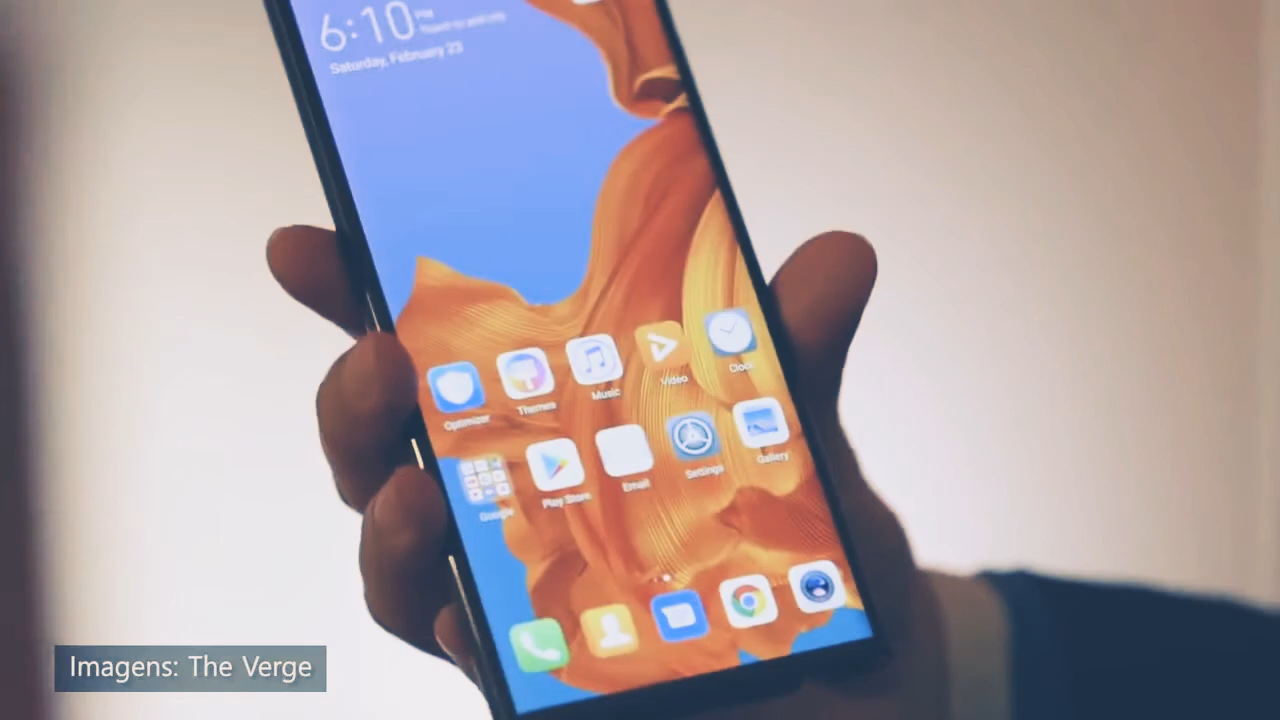 6:10 PM
Saturday, February 23
Optimizer
Themes
Music
Video
Clock
Google
Play Store
Email
Settings
Gallery
Imagens: The Verge